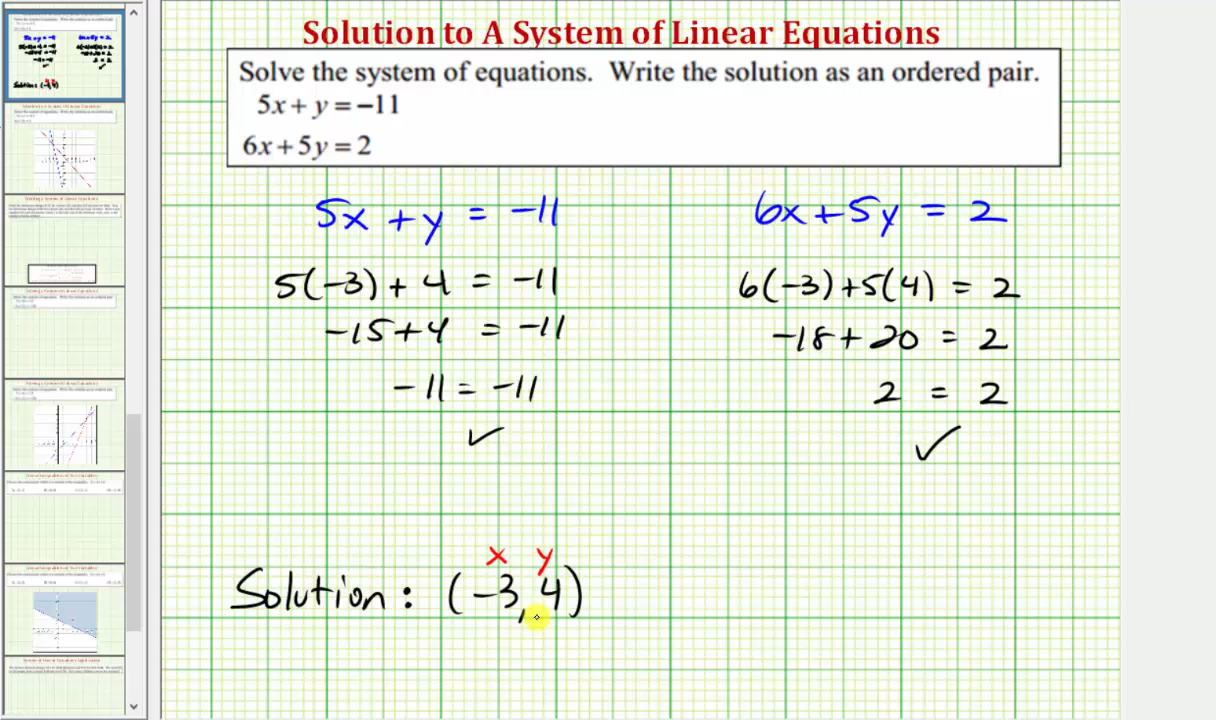 Solution to A System of Linear Equations
Solve the system of equations. Write the solution as an ordered pair.
5x + y = −11
6x + 5y = 2
5x + y = -11
5(-3) + 4 = -11
-15 + 4 = -11
-11 = -11
✓
6x + 5y = 2
6(-3) + 5(4) = 2
-18 + 20 = 2
2 = 2
✓
x y
Solution: (-3, 4)